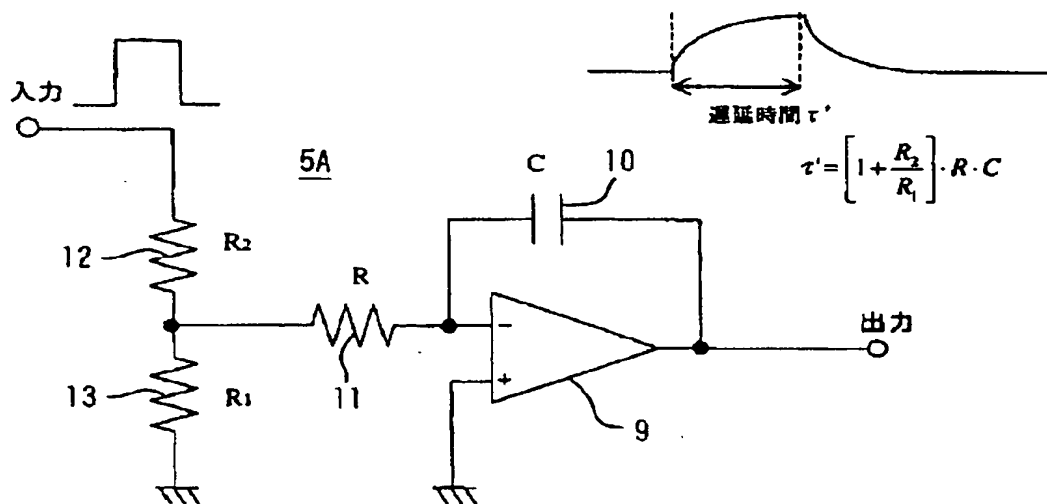 入力
遅延時間 τ'
τ' = [1 + R₂/R₁] · R · C
5A
C
10
12
R₂
R
11
13
R₁
−
+
9
出力